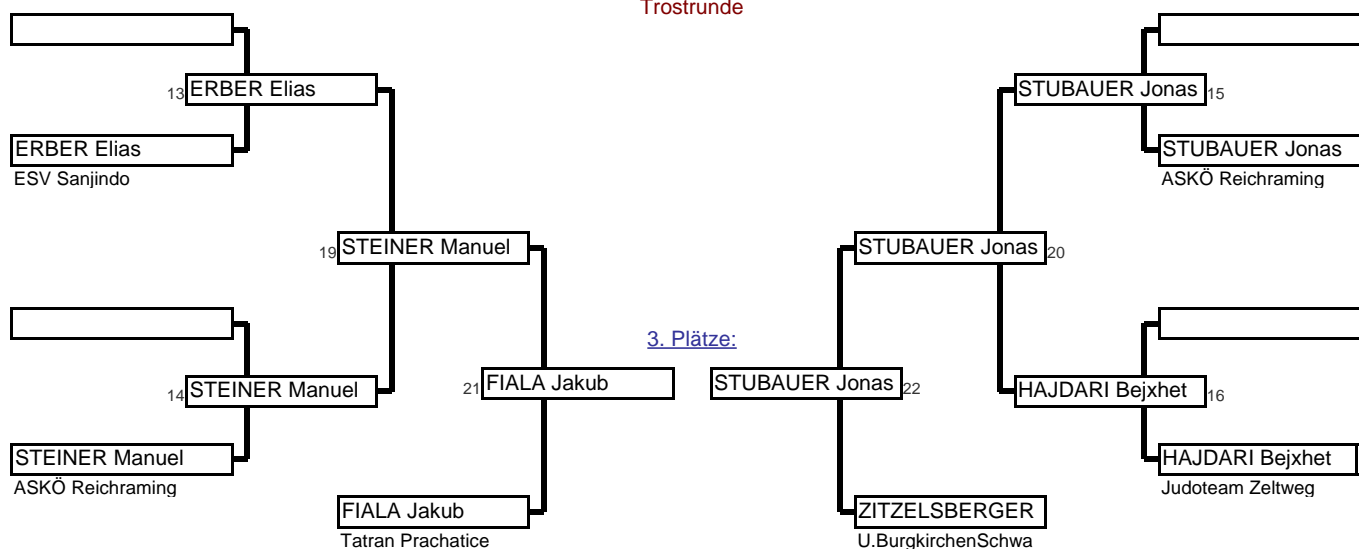 Trostrunde
13 ERBER Elias
STUBAUER Jonas 15
ERBER Elias
ESV Sanjindo
STUBAUER Jonas
ASKÖ Reichraming
19 STEINER Manuel
STUBAUER Jonas 20
3. Plätze:
14 STEINER Manuel
21 FIALA Jakub
STUBAUER Jonas 22
HAJDARI Bejxhet 16
STEINER Manuel
ASKÖ Reichraming
HAJDARI Bejxhet
Judoteam Zeltweg
FIALA Jakub
Tatran Prachatice
ZITZELSBERGER
U.BurgkirchenSchwa